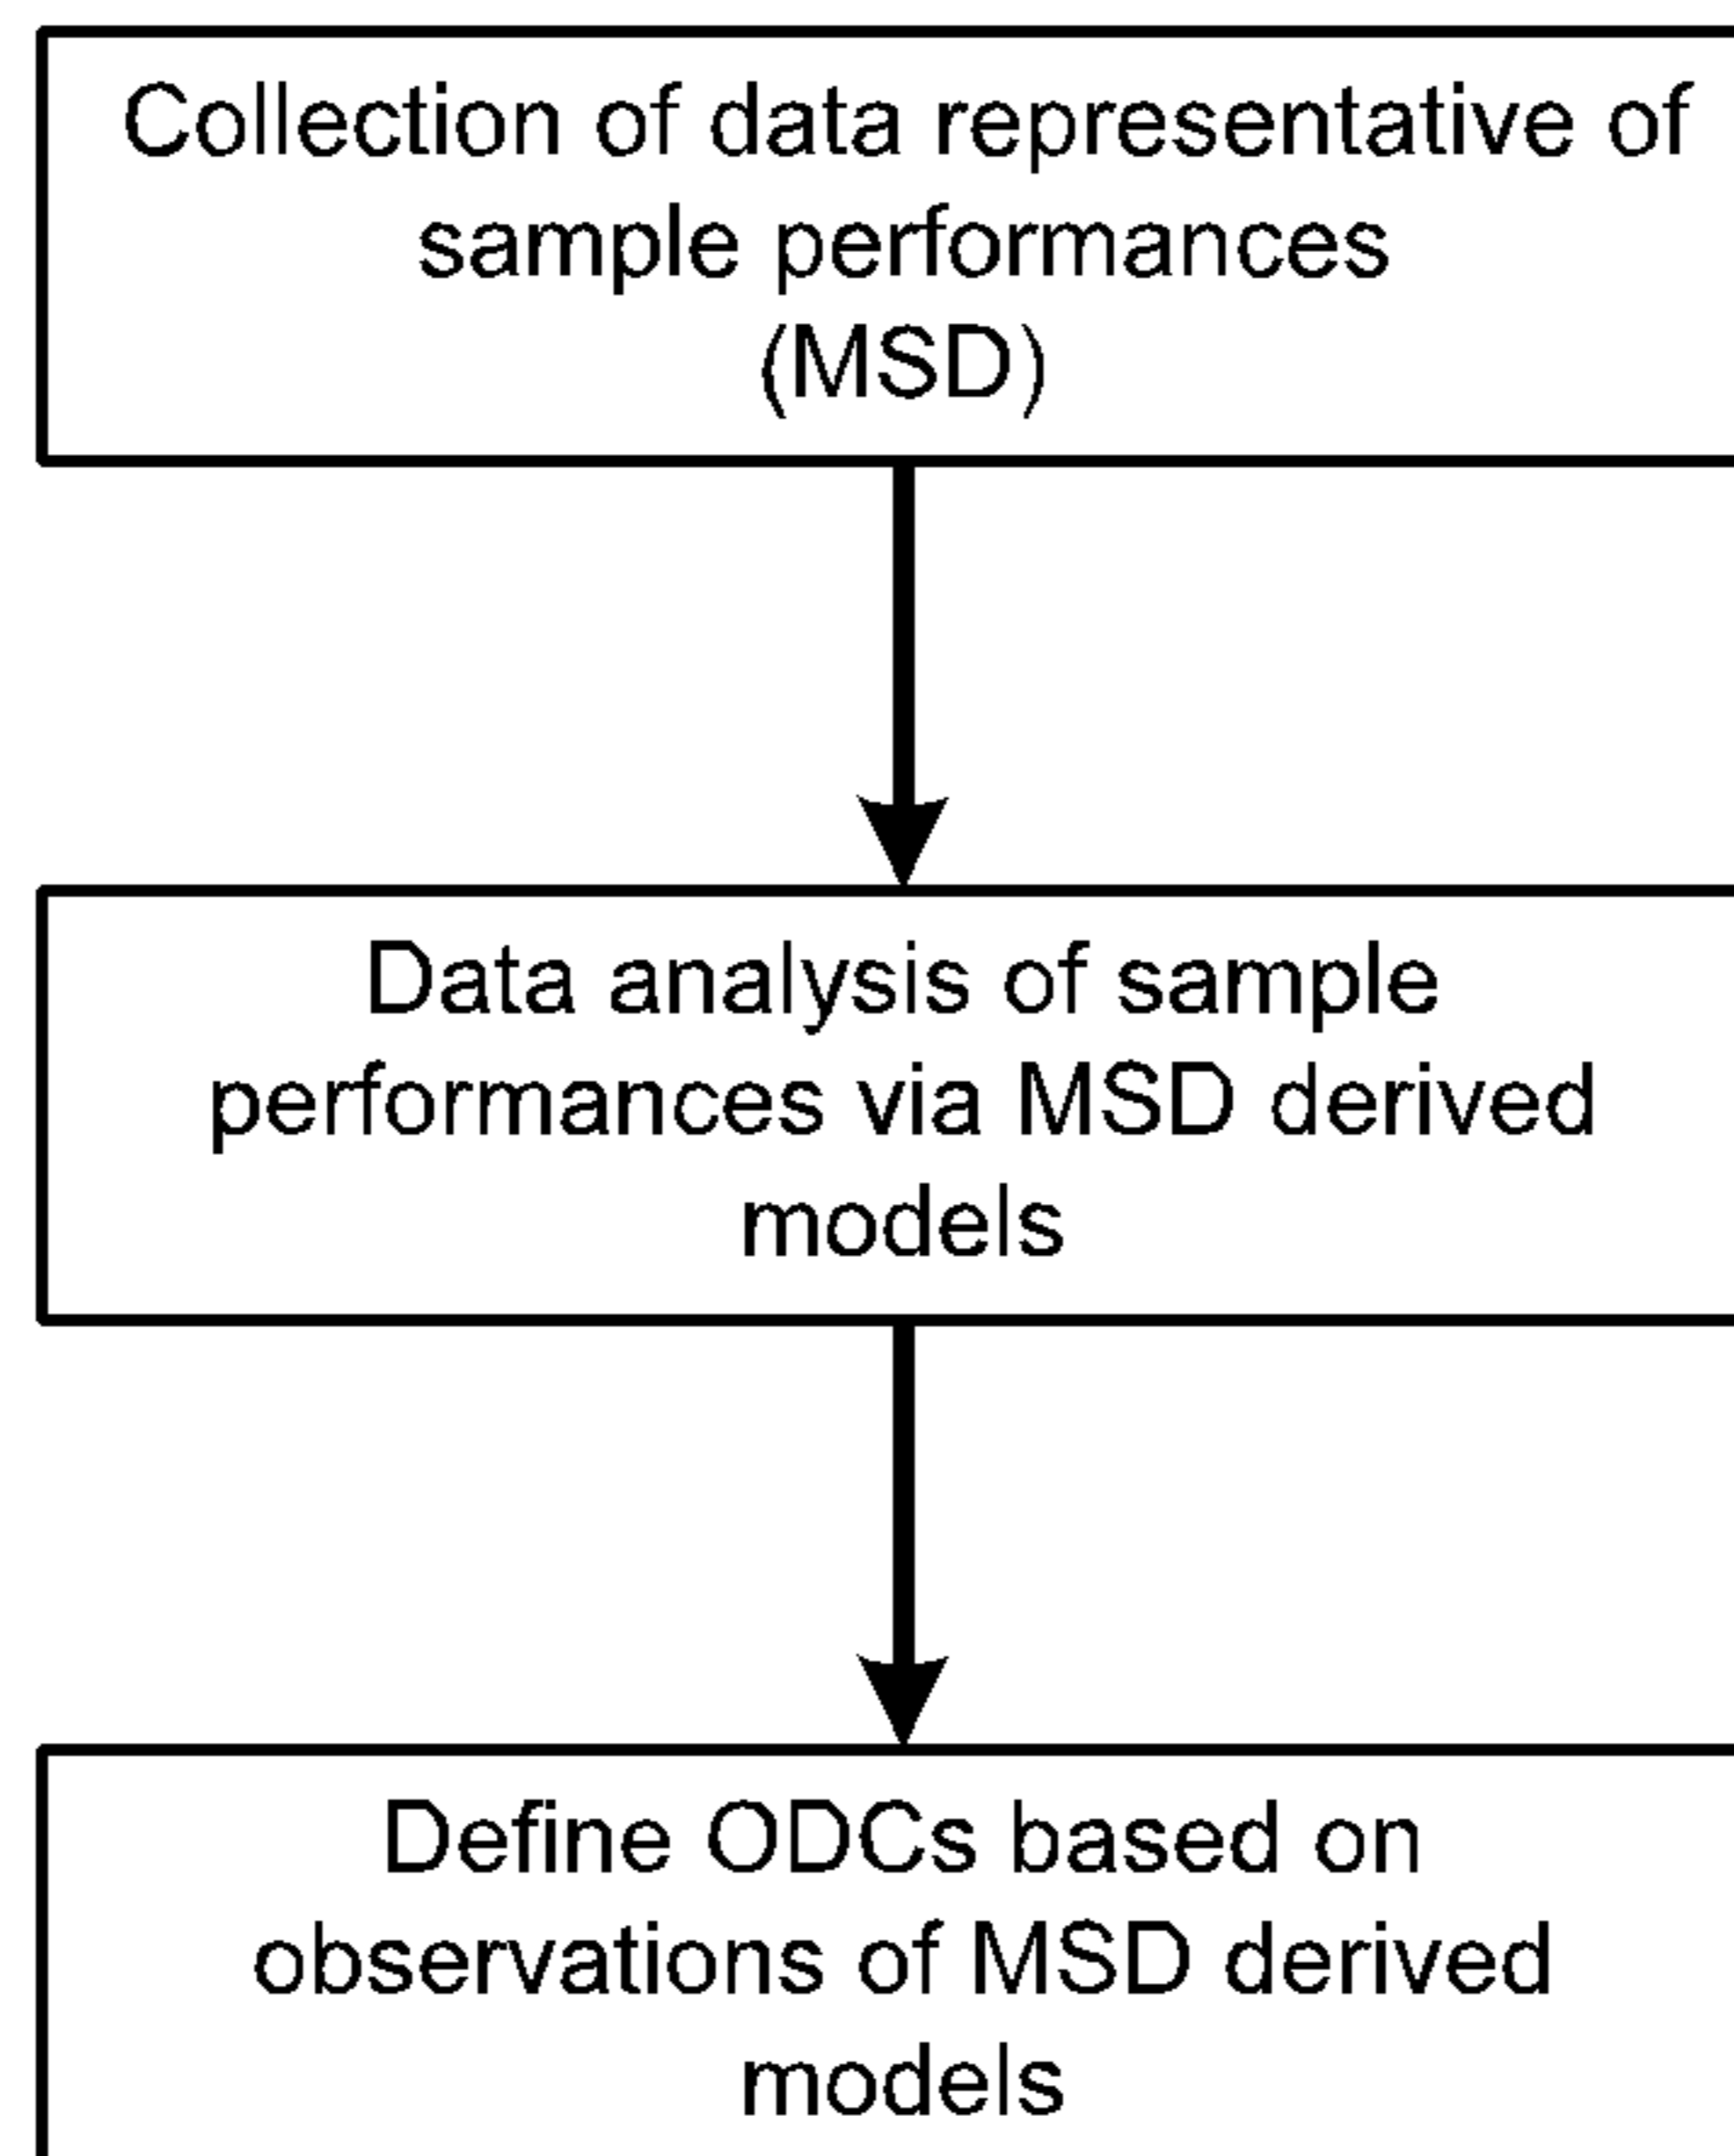 Collection of data representative of
sample performances
(MSD)
Data analysis of sample
performances via MSD derived
models
Define ODCs based on
observations of MSD derived
models